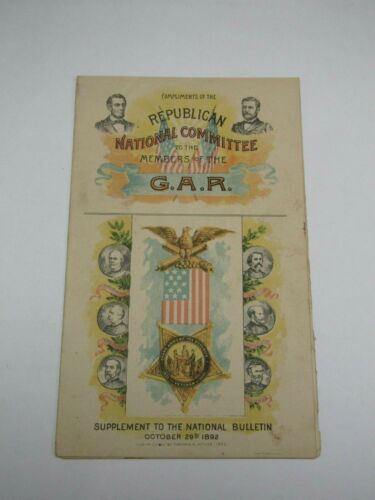 COMPLIMENTS OF THE
REPUBLICAN
NATIONAL COMMITTEE
TO THE
MEMBERS OF THE
G.A.R.
SUPPLEMENT TO THE NATIONAL BULLETIN
OCTOBER 29TH 1892